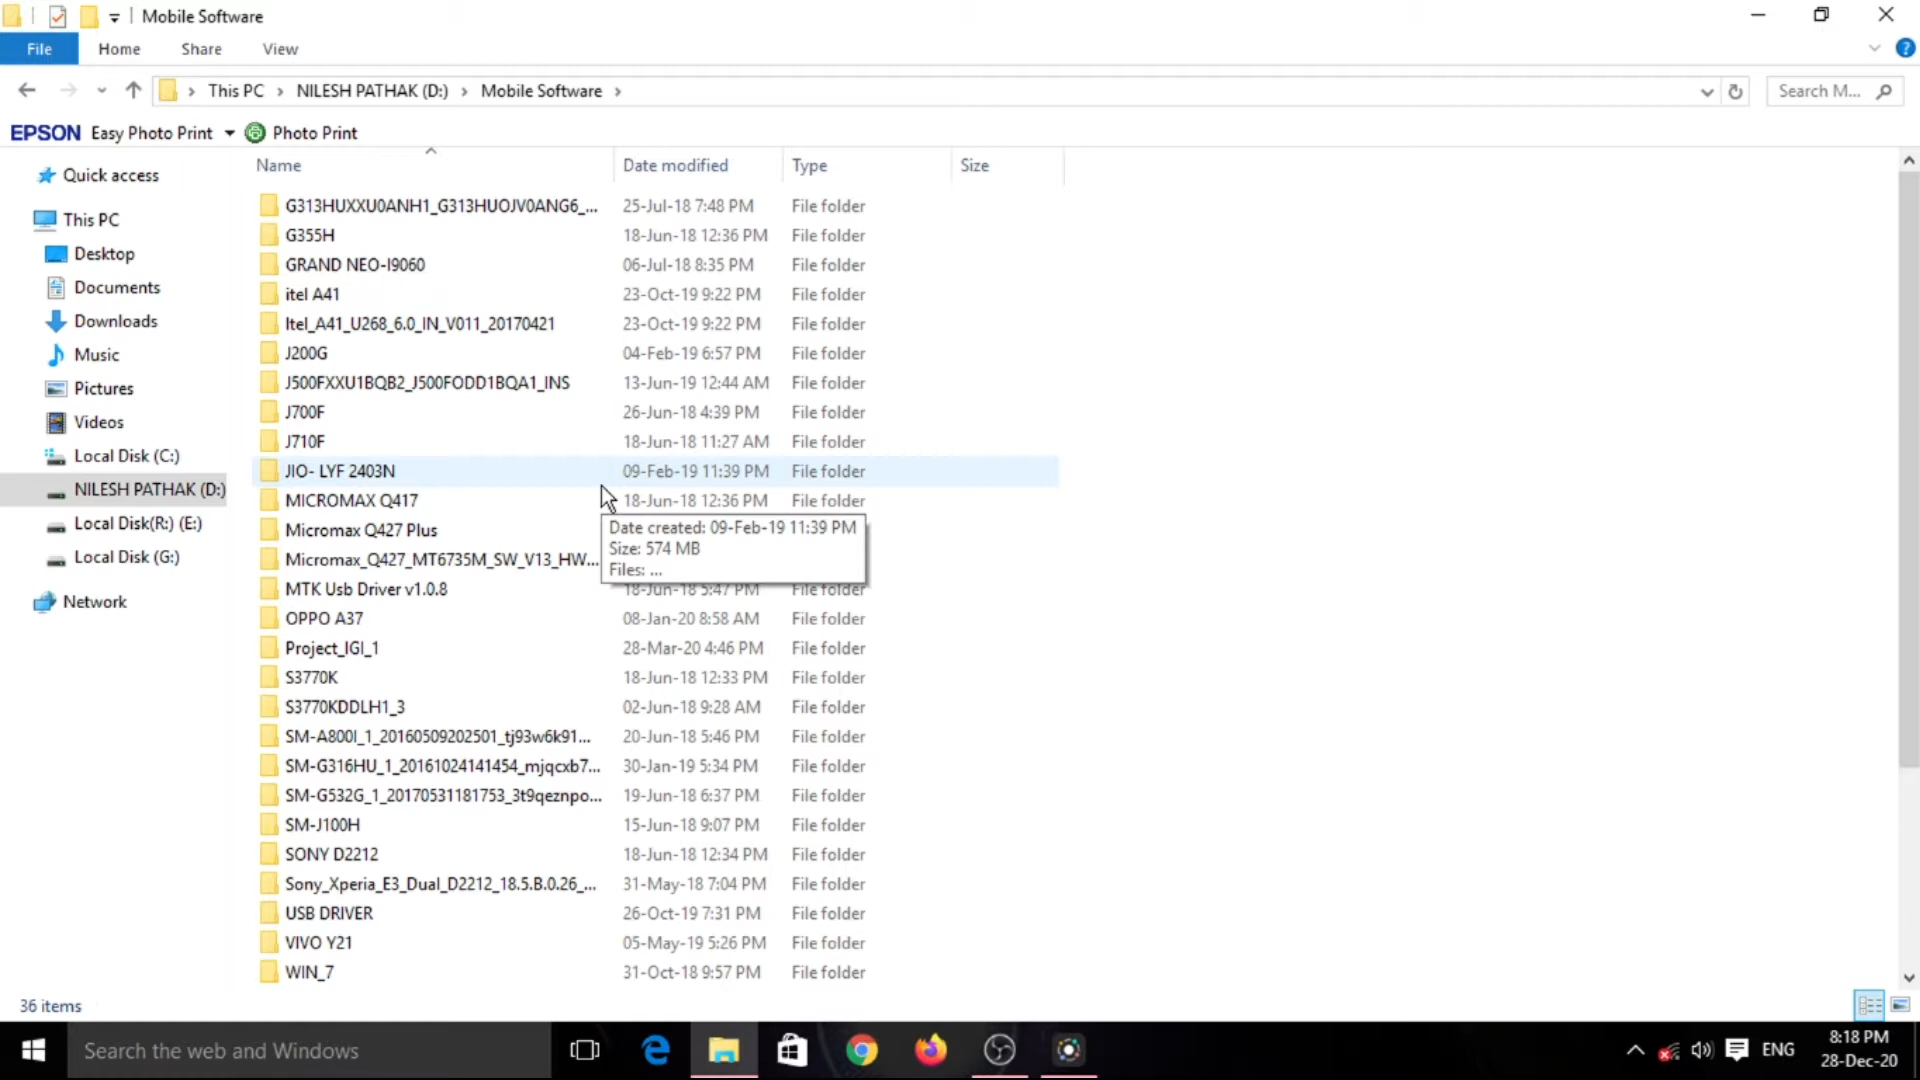 Mobile Software
File Home Share View
This PC NILESH PATHAK (D:) Mobile Software
Search M...
EPSON Easy Photo Print Photo Print
Name Date modified Type Size
Quick access
This PC
Desktop
Documents
Downloads
Music
Pictures
Videos
Local Disk (C:)
NILESH PATHAK (D:)
Local Disk(R:) (E:)
Local Disk (G:)
Network
G313HUXXU0ANH1_G313HUOJV0ANG6_... 25-Jul-18 7:48 PM File folder
G355H 18-Jun-18 12:36 PM File folder
GRAND NEO-I9060 06-Jul-18 8:35 PM File folder
itel A41 23-Oct-19 9:22 PM File folder
Itel_A41_U268_6.0_IN_V011_20170421 23-Oct-19 9:22 PM File folder
J200G 04-Feb-19 6:57 PM File folder
J500FXXU1BQB2_J500FODD1BQA1_INS 13-Jun-19 12:44 AM File folder
J700F 26-Jun-18 4:39 PM File folder
J710F 18-Jun-18 11:27 AM File folder
JIO- LYF 2403N 09-Feb-19 11:39 PM File folder
MICROMAX Q417 18-Jun-18 12:36 PM File folder
Micromax Q427 Plus
Micromax_Q427_MT6735M_SW_V13_HW...
Date created: 09-Feb-19 11:39 PM
Size: 574 MB
Files: ...
MTK Usb Driver v1.0.8 18-Jun-18 5:47 PM File folder
OPPO A37 08-Jan-20 8:58 AM File folder
Project_IGI_1 28-Mar-20 4:46 PM File folder
S3770K 18-Jun-18 12:33 PM File folder
S3770KDDLH1_3 02-Jun-18 9:28 AM File folder
SM-A800I_1_20160509202501_tj93w6k91... 20-Jun-18 5:46 PM File folder
SM-G316HU_1_20161024141454_mjqcxb7... 30-Jan-19 5:34 PM File folder
SM-G532G_1_20170531181753_3t9qeznpo... 19-Jun-18 6:37 PM File folder
SM-J100H 15-Jun-18 9:07 PM File folder
SONY D2212 18-Jun-18 12:34 PM File folder
Sony_Xperia_E3_Dual_D2212_18.5.B.0.26_... 31-May-18 7:04 PM File folder
USB DRIVER 26-Oct-19 7:31 PM File folder
VIVO Y21 05-May-19 5:26 PM File folder
WIN_7 31-Oct-18 9:57 PM File folder
36 items
Search the web and Windows
ENG
8:18 PM
28-Dec-20